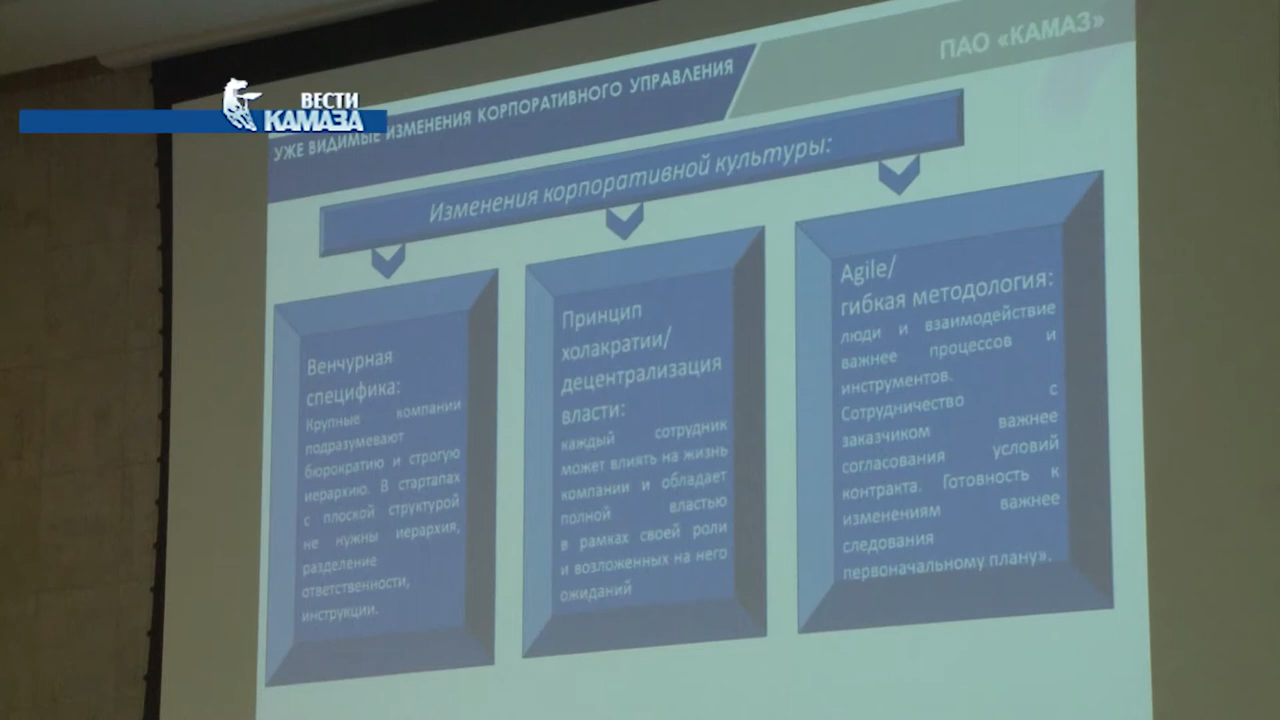 ВЕСТИ
КАМАЗА
ПАО «КАМАЗ»
УЖЕ ВИДИМЫЕ ИЗМЕНЕНИЯ КОРПОРАТИВНОГО УПРАВЛЕНИЯ
Изменения корпоративной культуры:
Венчурная
специфика:
Крупные компании
подразумевают
бюрократию и строгую
иерархию. В стартапах
с плоской структурой
не нужны иерархия,
разделение
ответственности,
инструкции.
Принцип
холакратии/
децентрализация
власти:
каждый сотрудник
может влиять на жизнь
компании и обладает
полной властью
в рамках своей роли
и возложенных на него
ожиданий
Agile/
гибкая методология:
люди и взаимодействие
важнее процессов и
инструментов.
Сотрудничество с
заказчиком важнее
согласования условий
контракта. Готовность к
изменениям важнее
следования
первоначальному плану».